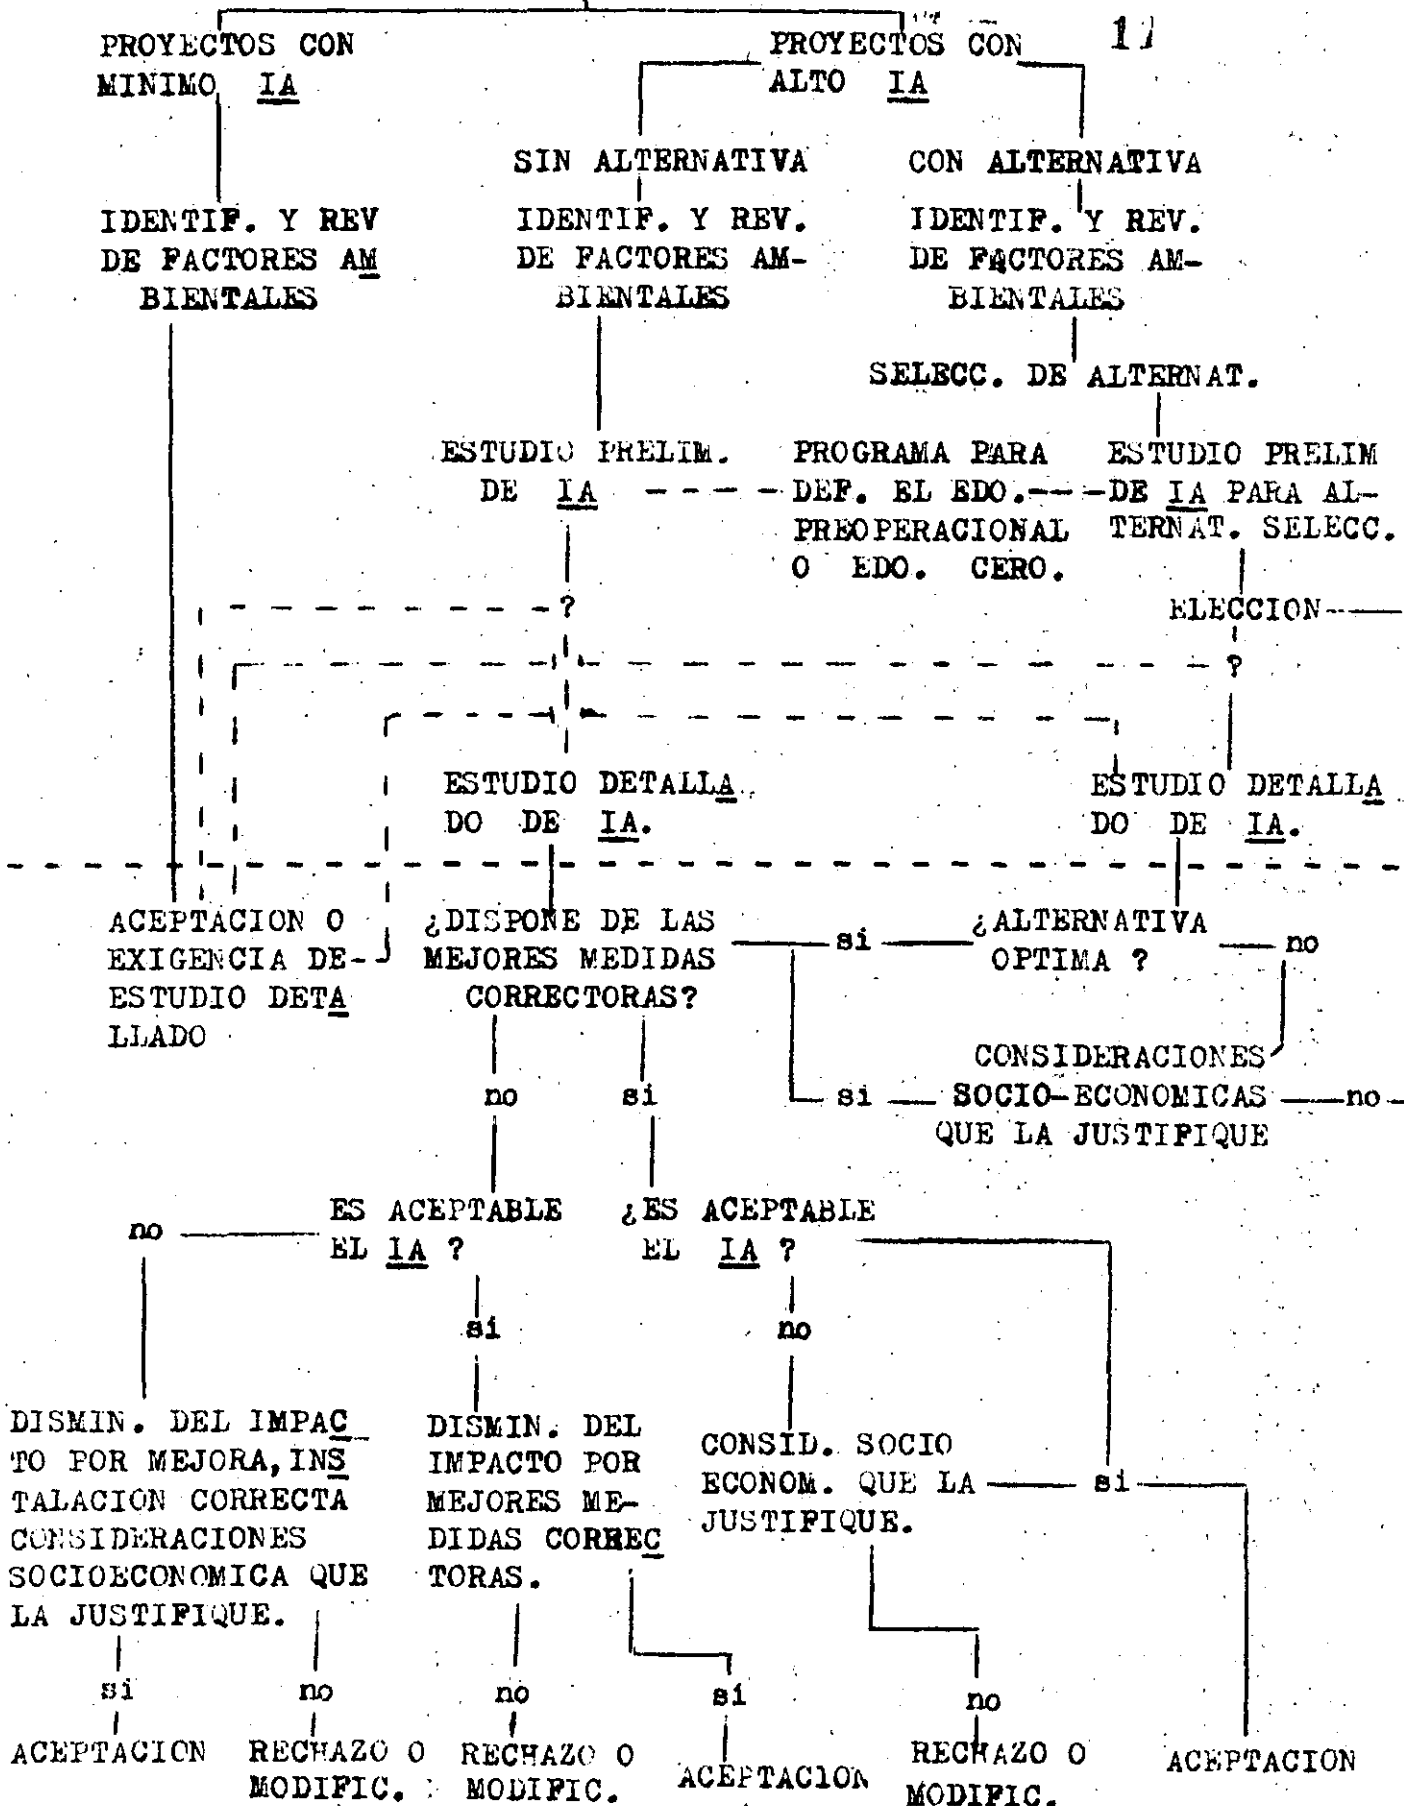 PROYECTOS CON
MINIMO IA
PROYECTOS CON
ALTO IA
SIN ALTERNATIVA
CON ALTERNATIVA
IDENTIF. Y REV
DE FACTORES AM
BIENTALES
IDENTIF. Y REV.
DE FACTORES AM-
BIENTALES
IDENTIF. Y REV.
DE FACTORES AM-
BIENTALES
SELECC. DE ALTERNAT.
ESTUDIO PRELIM.
DE IA
PROGRAMA PARA
DEF. EL EDO.
PREOPERACIONAL
O EDO. CERO.
ESTUDIO PRELIM
DE IA PARA AL-
TERNAT. SELECC.
?
ELECCION
?
ESTUDIO DETALLA
DO DE IA.
ESTUDIO DETALLA
DO DE IA.
ACEPTACION O
EXIGENCIA DE
ESTUDIO DETA
LLADO
¿DISPONE DE LAS
MEJORES MEDIDAS
CORRECTORAS?
si
¿ALTERNATIVA
OPTIMA ?
no
no
si
si
CONSIDERACIONES
SOCIO-ECONOMICAS
QUE LA JUSTIFIQUE
no
no
ES ACEPTABLE
EL IA ?
¿ES ACEPTABLE
EL IA ?
si
no
DISMIN. DEL IMPAC
TO POR MEJORA, INS
TALACION CORRECTA
CONSIDERACIONES
SOCIOECONOMICA QUE
LA JUSTIFIQUE.
DISMIN. DEL
IMPACTO POR
MEJORES ME-
DIDAS CORREC
TORAS.
CONSID. SOCIO
ECONOM. QUE LA
JUSTIFIQUE.
si
si
no
no
si
no
ACEPTACION
RECHAZO O
MODIFIC.
RECHAZO O
MODIFIC.
ACEPTACION
RECHAZO O
MODIFIC.
ACEPTACION